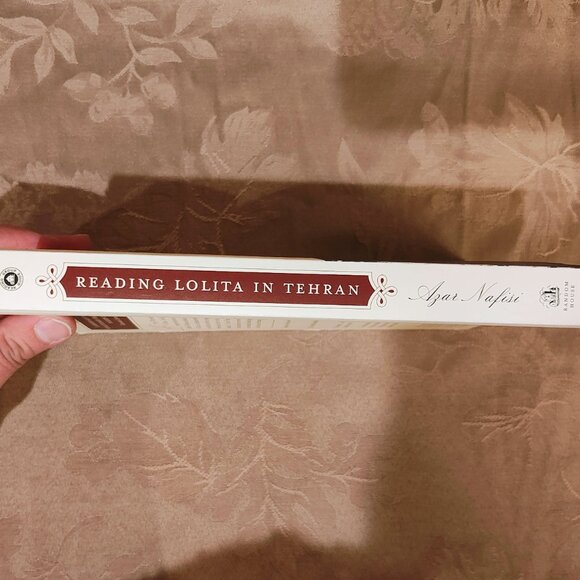 READING LOLITA IN TEHRAN
Azar Nafisi
RANDOM
HOUSE